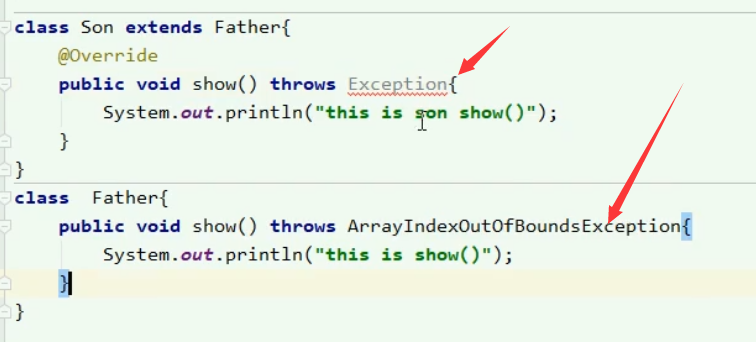 class Son extends Father{
@Override
public void show() throws Exception{
System.out.println("this is son show()");
}
}
class  Father{
public void show() throws ArrayIndexOutOfBoundsException{
System.out.println("this is show()");
}
}